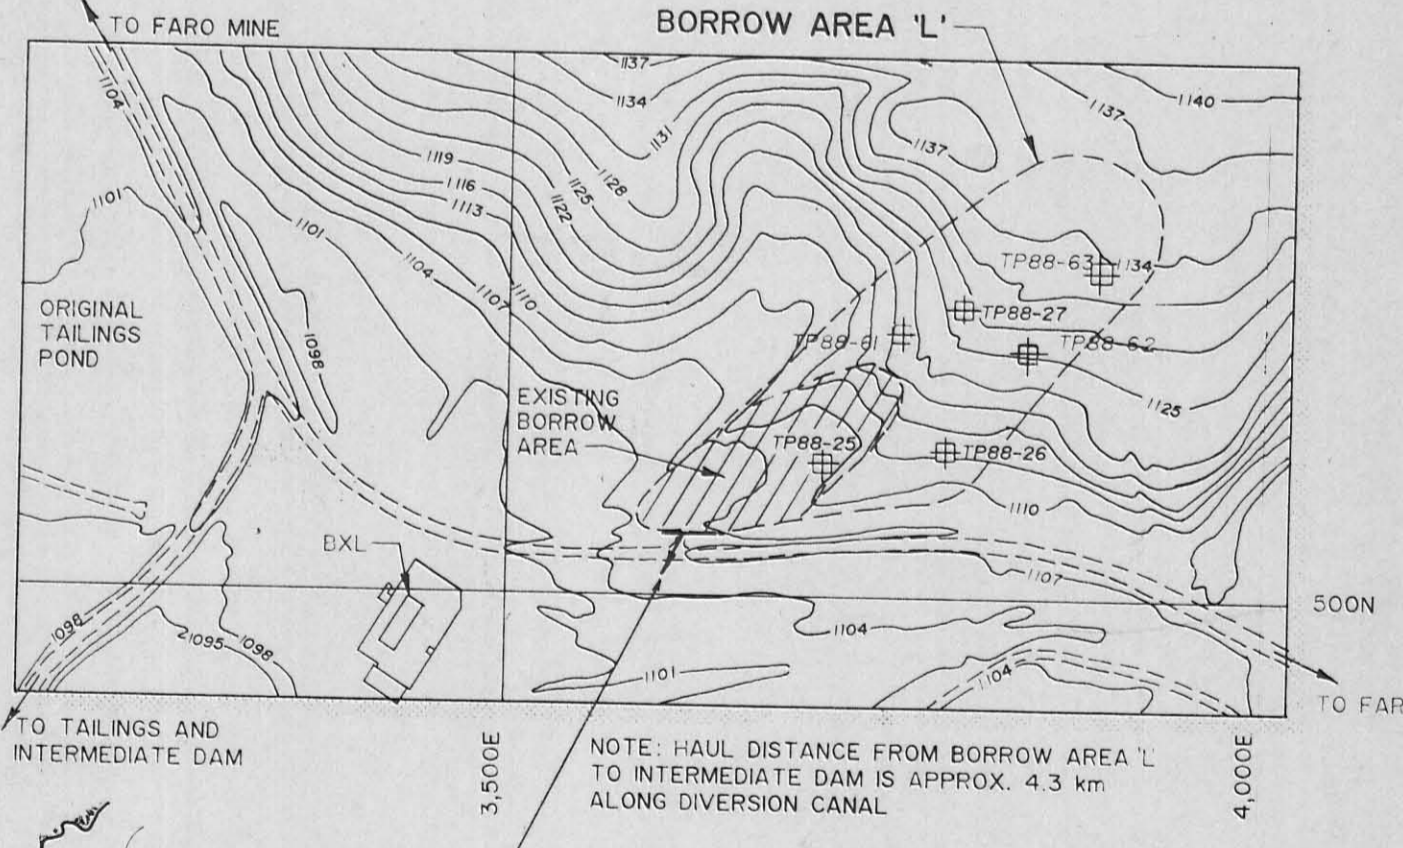 TO FARO MINE
BORROW AREA 'L'
1104
1137
1134
1131
1137
1140
1137
1119
1116
1113
1128
1125
1122
1101
1101
1104
1107
1110
1098
ORIGINAL
TAILINGS
POND
TP88-63
1134
TP88-27
TP88-61
TP88-62
1125
EXISTING
BORROW
AREA
TP88-25
TP88-26
1110
BXL
1107
500N
1104
1098
1095
1098
1101
1104
TO FAR
TO TAILINGS AND
INTERMEDIATE DAM
3,500E
4,000E
NOTE: HAUL DISTANCE FROM BORROW AREA 'L'
TO INTERMEDIATE DAM IS APPROX. 4.3 km
ALONG DIVERSION CANAL